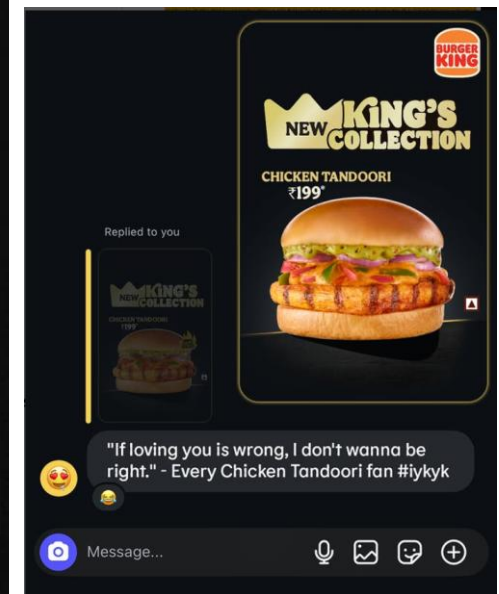 BURGER
KING
NEW KING'S
COLLECTION
CHICKEN TANDOORI
₹199*
Replied to you
NEW KING'S
COLLECTION
CHICKEN TANDOORI
₹199*
"If loving you is wrong, I don't wanna be
right." - Every Chicken Tandoori fan #iykyk
Message...